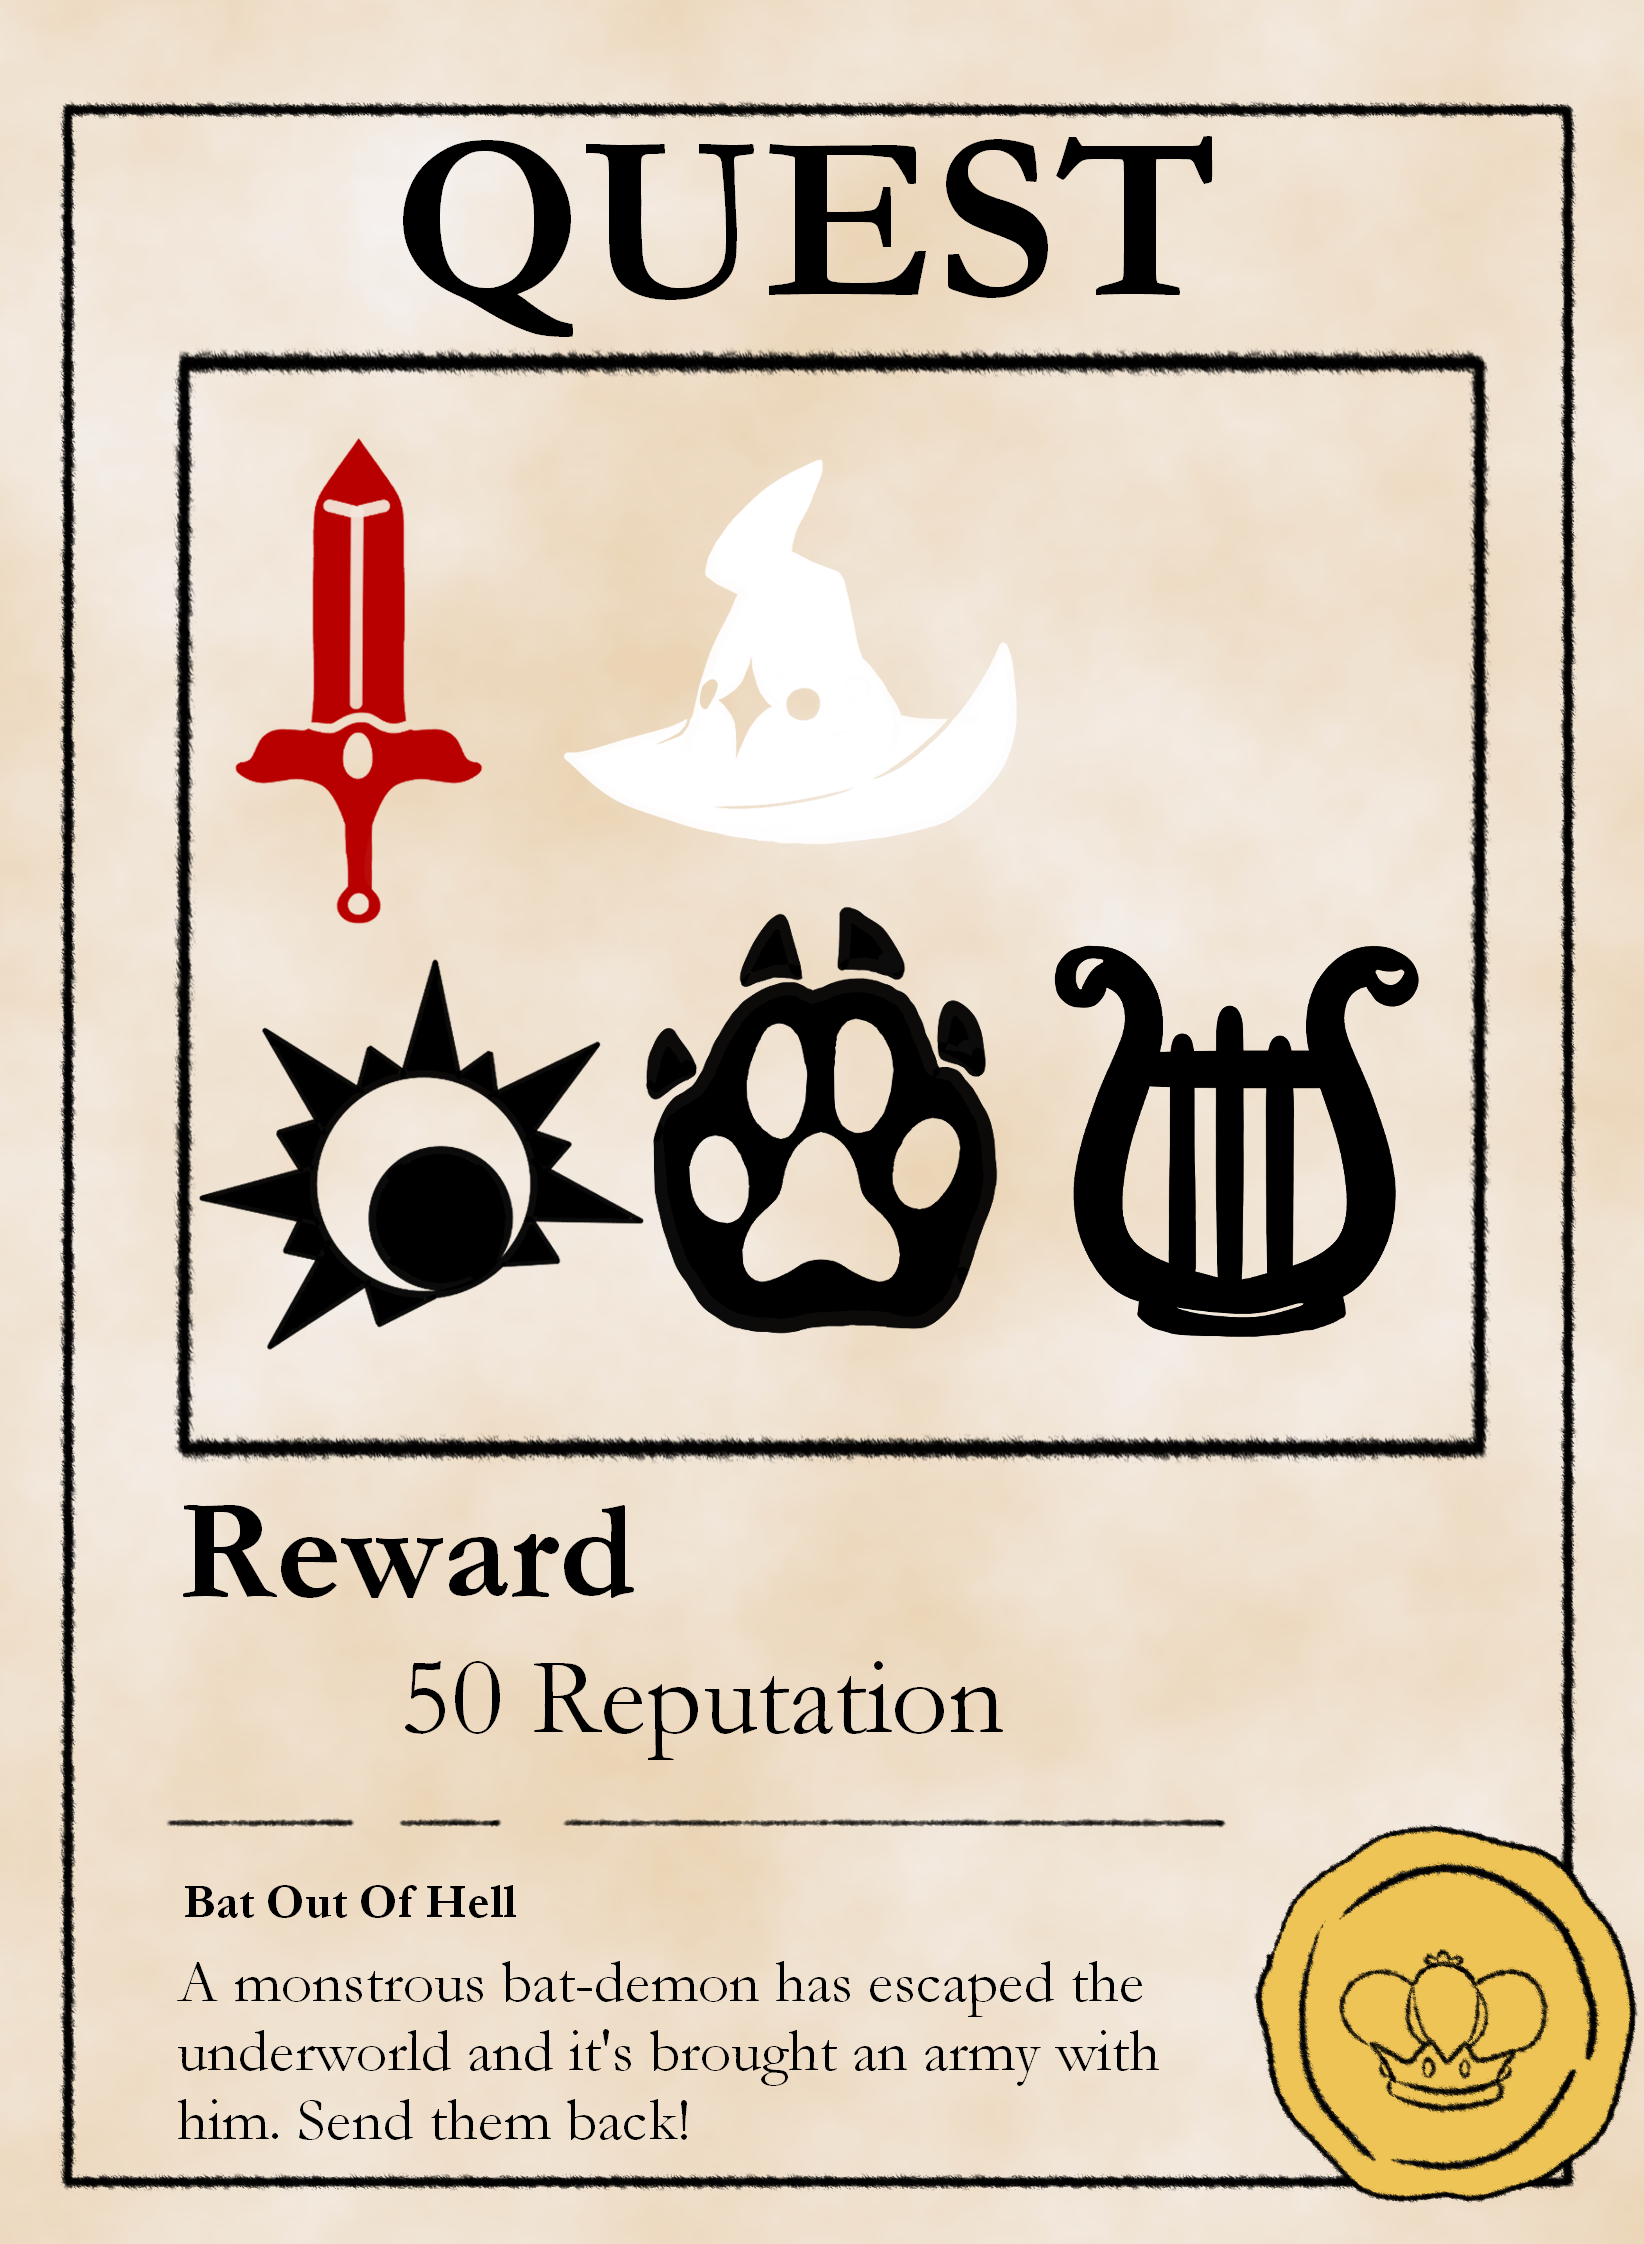 QUEST
Reward
50 Reputation
Bat Out Of Hell
A monstrous bat-demon has escaped the
underworld and it's brought an army with
him. Send them back!